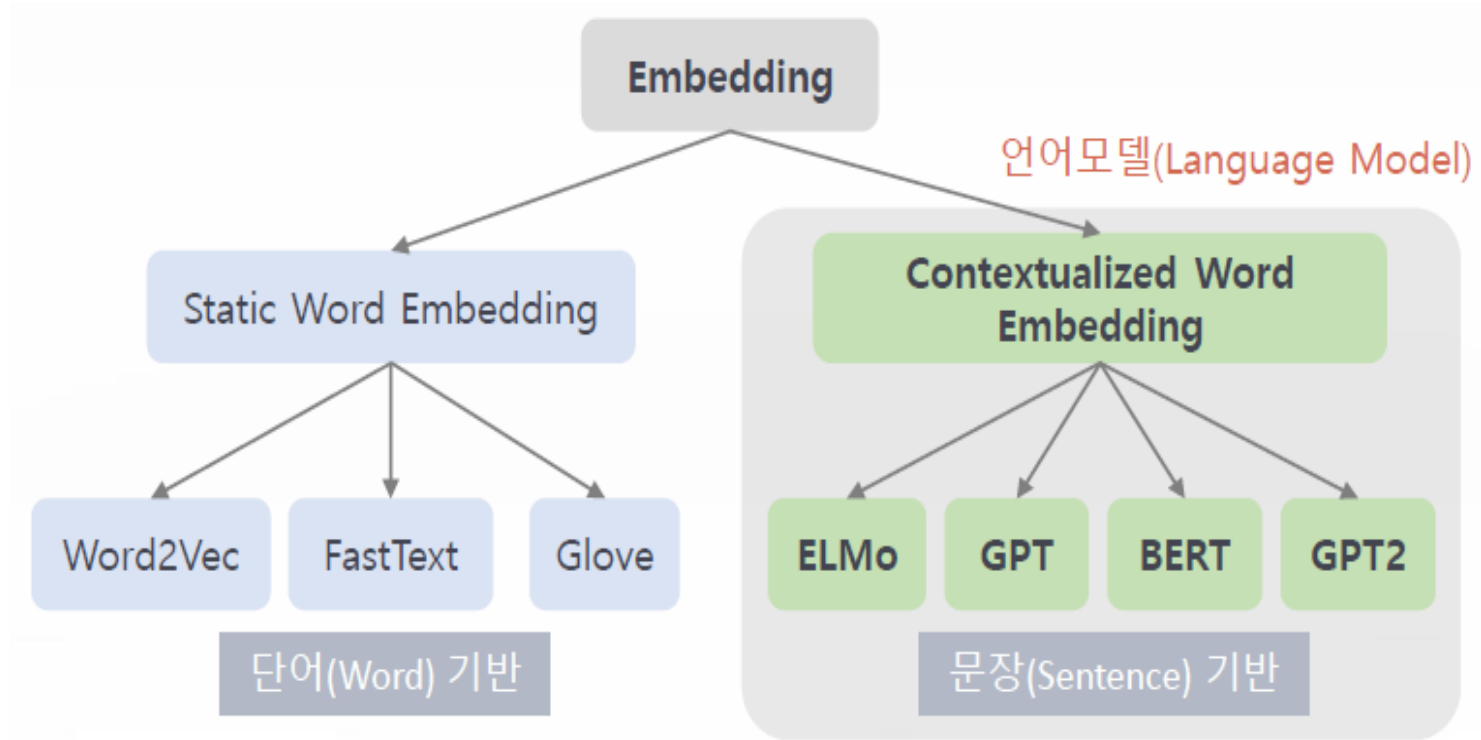 Embedding
언어모델(Language Model)
Static Word Embedding
Contextualized Word
Embedding
Word2Vec
FastText
Glove
ELMo
GPT
BERT
GPT2
단어(Word) 기반
문장(Sentence) 기반